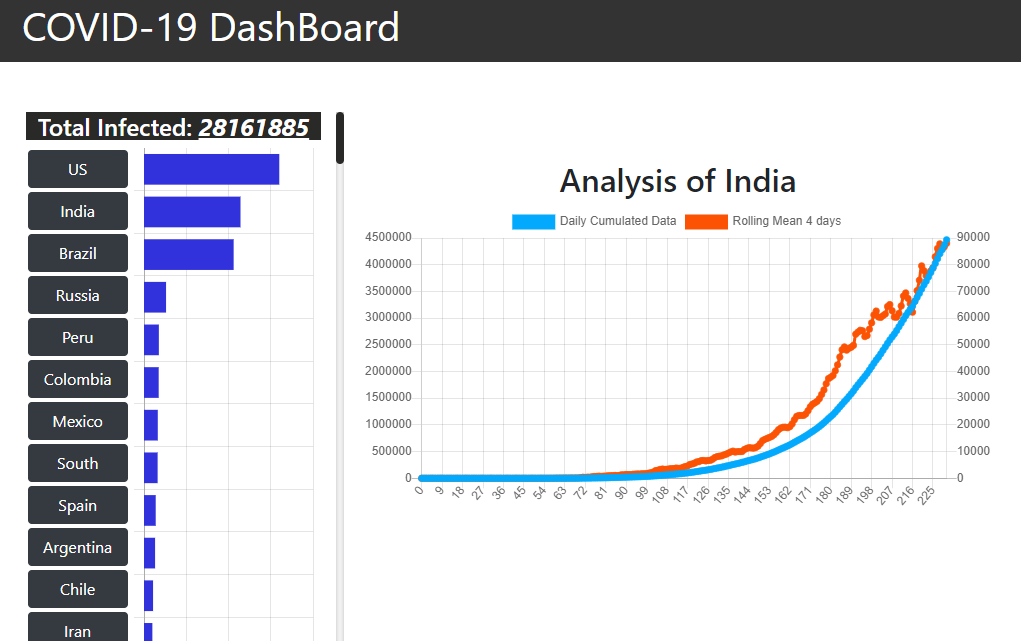 COVID-19 DashBoard
Total Infected: 28161885
US
India
Brazil
Russia
Peru
Colombia
Mexico
South
Spain
Argentina
Chile
Iran
Analysis of India
Daily Cumulated Data Rolling Mean 4 days
4500000 90000
4000000 80000
3500000 70000
3000000 60000
2500000 50000
2000000 40000
1500000 30000
1000000 20000
500000 10000
0 0
0 9 18 27 36 45 54 63 72 81 90 99 108 117 126 135 144 153 162 171 180 189 198 207 216 225